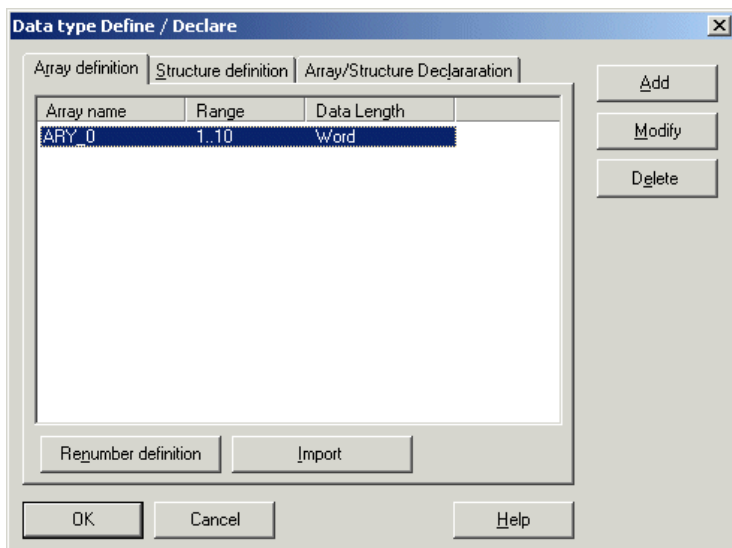 Data type Define / Declare
Array definition Structure definition Array/Structure Declararation
Add
Array name Range Data Length
Modify
ARY_0 1..10 Word
Delete
Renumber definition Import
OK Cancel Help